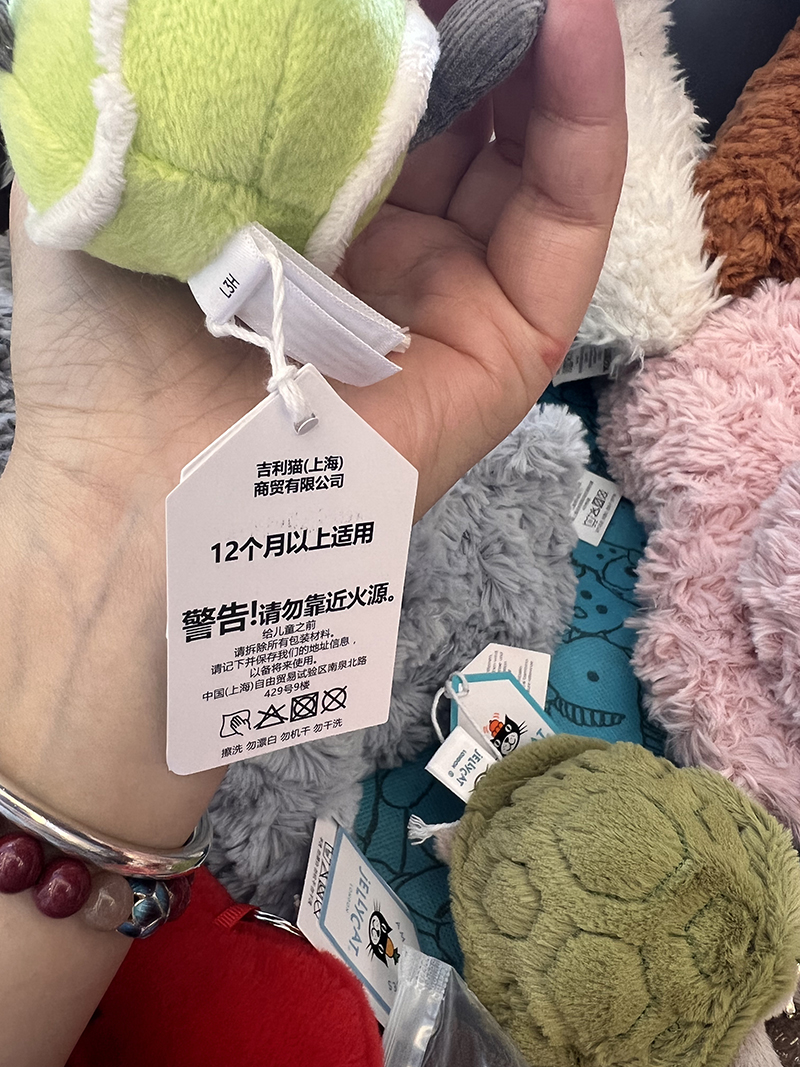 L3H
吉利猫(上海)
商贸有限公司
12个月以上适用
警告!请勿靠近火源。
给儿童之前
请拆除所有包装材料。
请记下并保存我们的地址信息，
以备将来使用。
中国(上海)自由贸易试验区南泉北路
429号9楼
擦洗 勿漂白 勿机干 勿干洗
JELLYCAT
LONDON
JELLYCAT